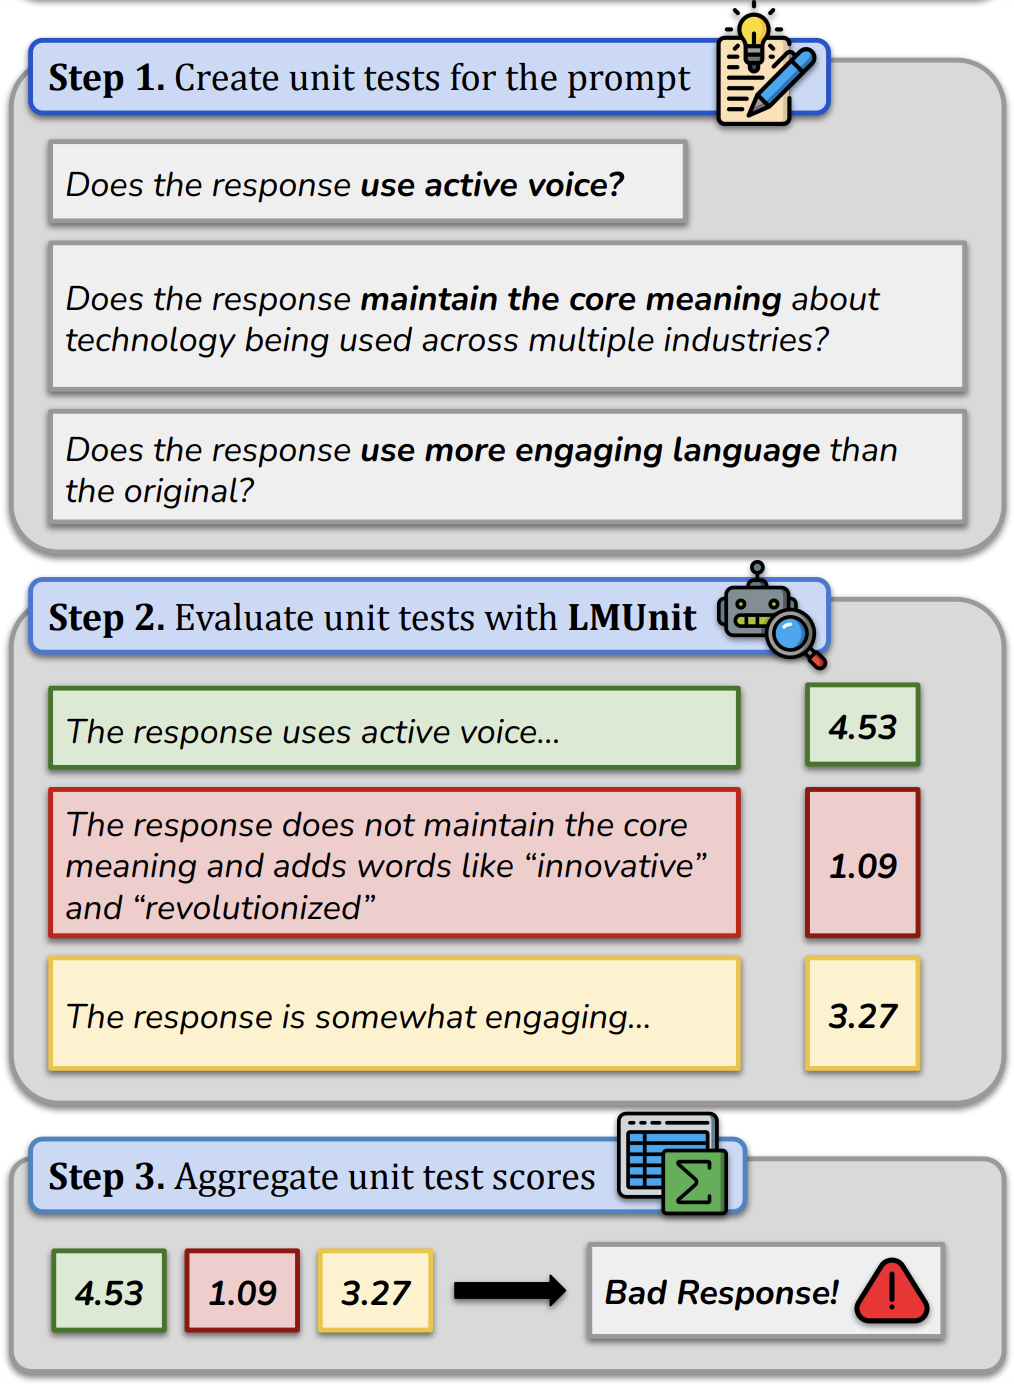 Step 1. Create unit tests for the prompt
Does the response use active voice?
Does the response maintain the core meaning about
technology being used across multiple industries?
Does the response use more engaging language than
the original?
Step 2. Evaluate unit tests with LMUnit
The response uses active voice...
4.53
The response does not maintain the core
meaning and adds words like “innovative”
and “revolutionized”
1.09
The response is somewhat engaging...
3.27
Step 3. Aggregate unit test scores
4.53
1.09
3.27
Bad Response!